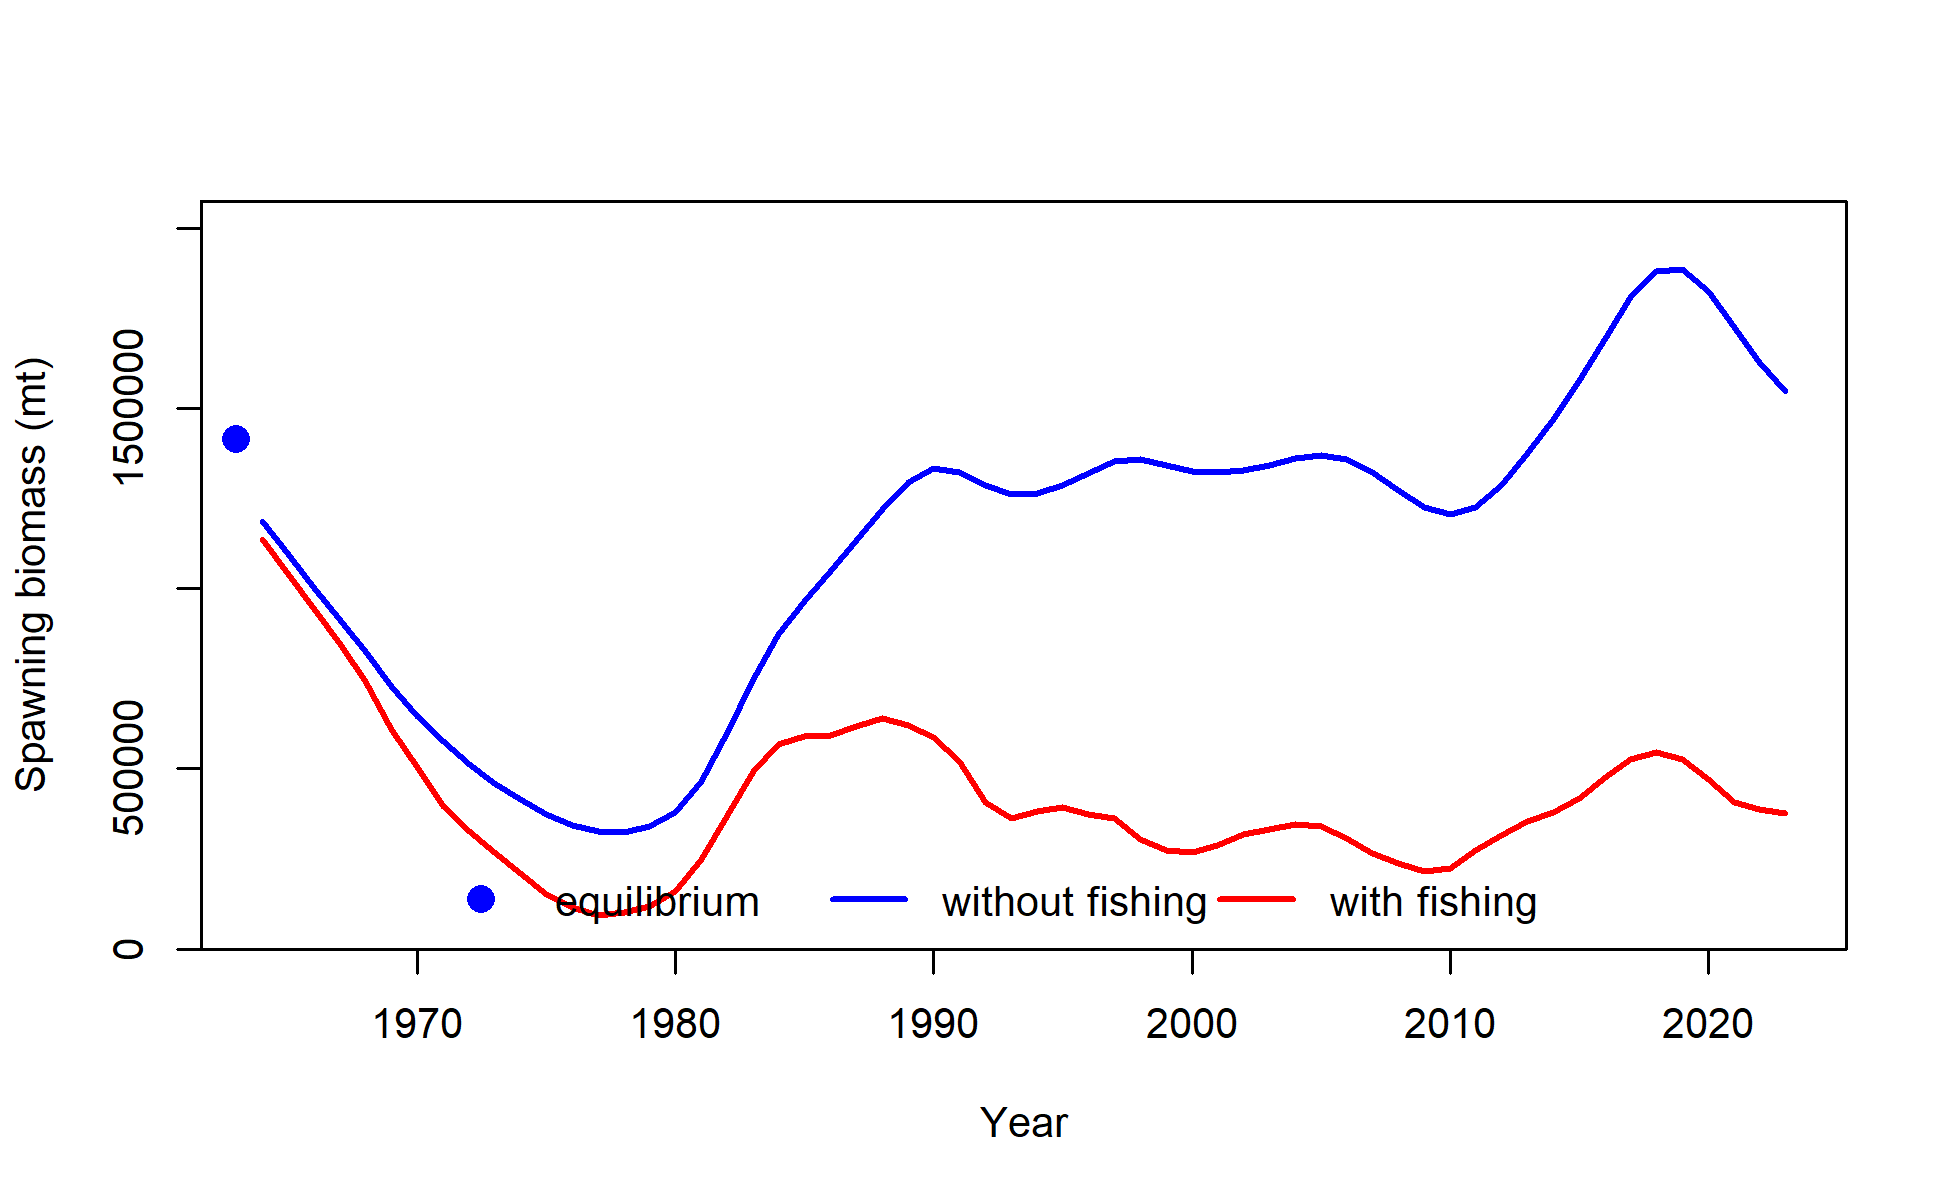 Spawning biomass (mt)
1500000
500000
0
equilibrium without fishing with fishing
1970 1980 1990 2000 2010 2020
Year